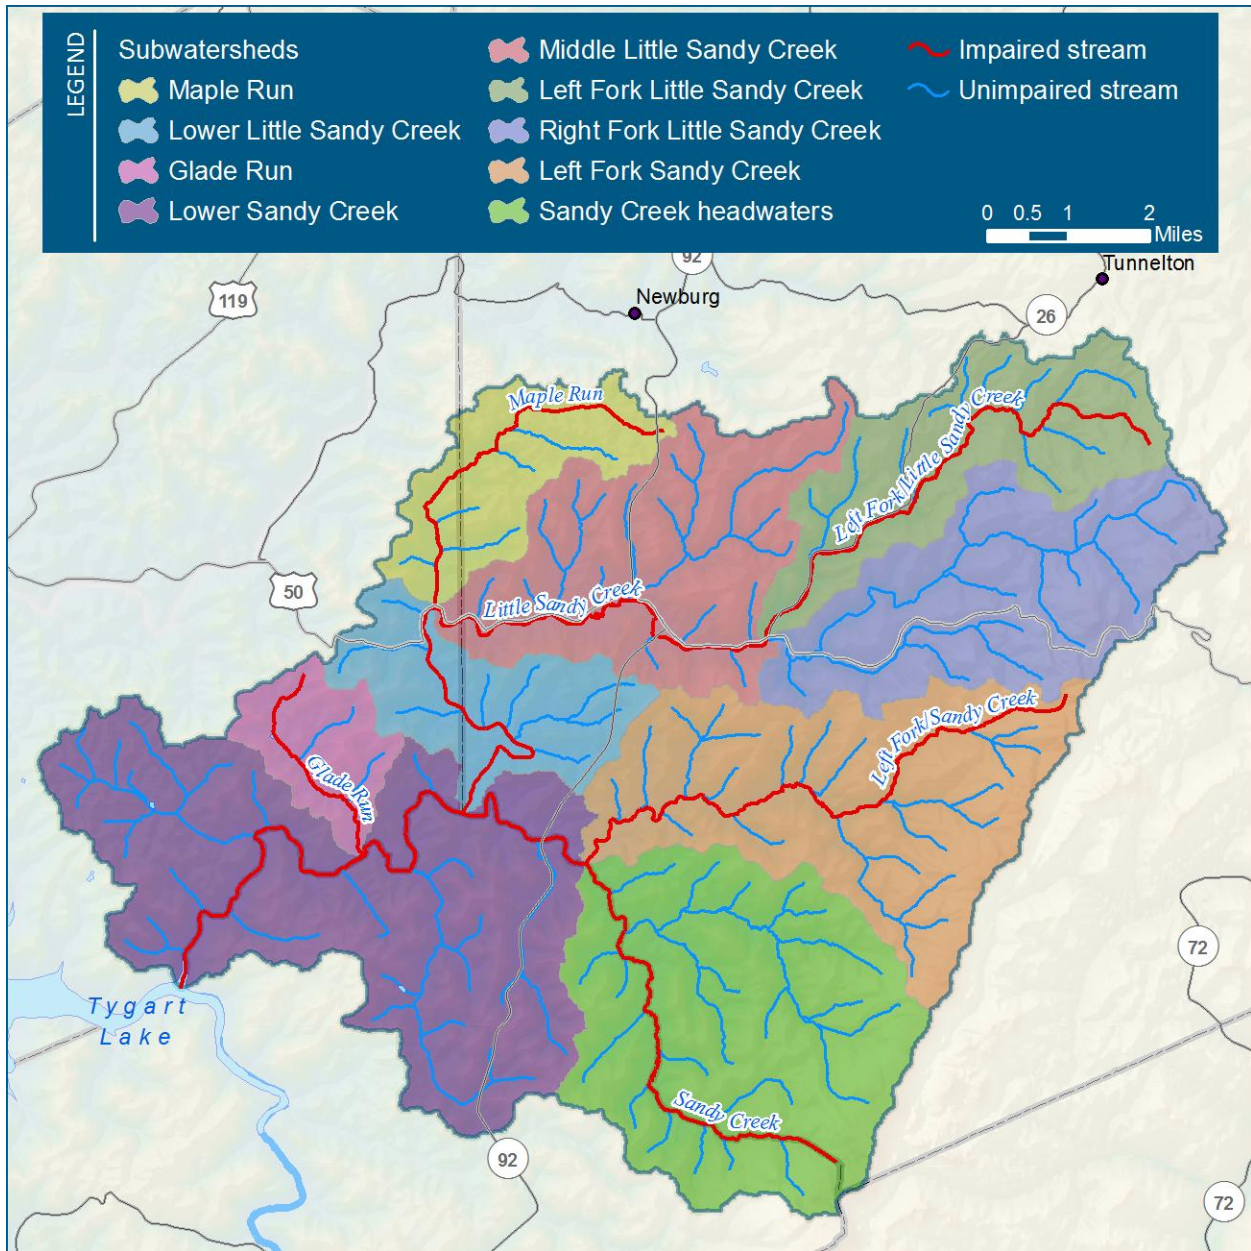 LEGEND
Subwatersheds
Maple Run
Lower Little Sandy Creek
Glade Run
Lower Sandy Creek
Middle Little Sandy Creek
Left Fork Little Sandy Creek
Right Fork Little Sandy Creek
Left Fork Sandy Creek
Sandy Creek headwaters
Impaired stream
Unimpaired stream
0 0.5 1 2
Miles
92
Tunnelton
119
Newburg
26
Maple Run
Left Fork/Little Sandy Creek
50
Little Sandy Creek
Left Fork/Sandy Creek
Glade Run
72
Tygart
Lake
Sandy Creek
92
72